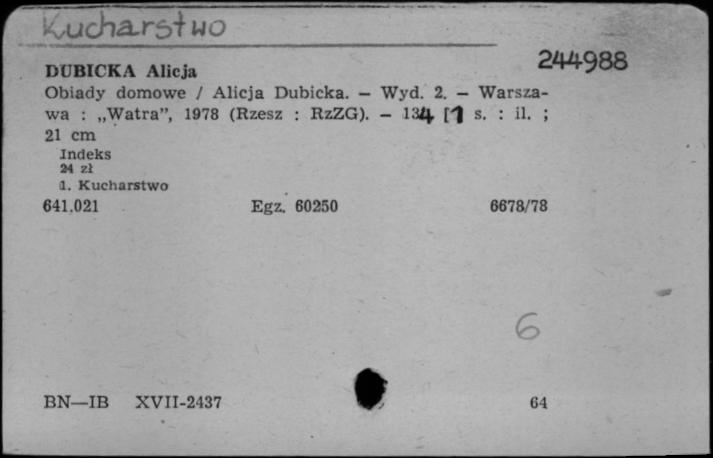 Kucharstwo
244988
DUBICKA Alicja
Obiady domowe / Alicja Dubicka. — Wyd. 2. — Warsza-
wa : „Watra”, 1978 (Rzesz : RzZG). — 134 [1 s. : il. ;
21 cm
Indeks
24 zł
1. Kucharstwo
641.021 Egz. 60250 6678/78
6
BN—IB XVII-2437 64